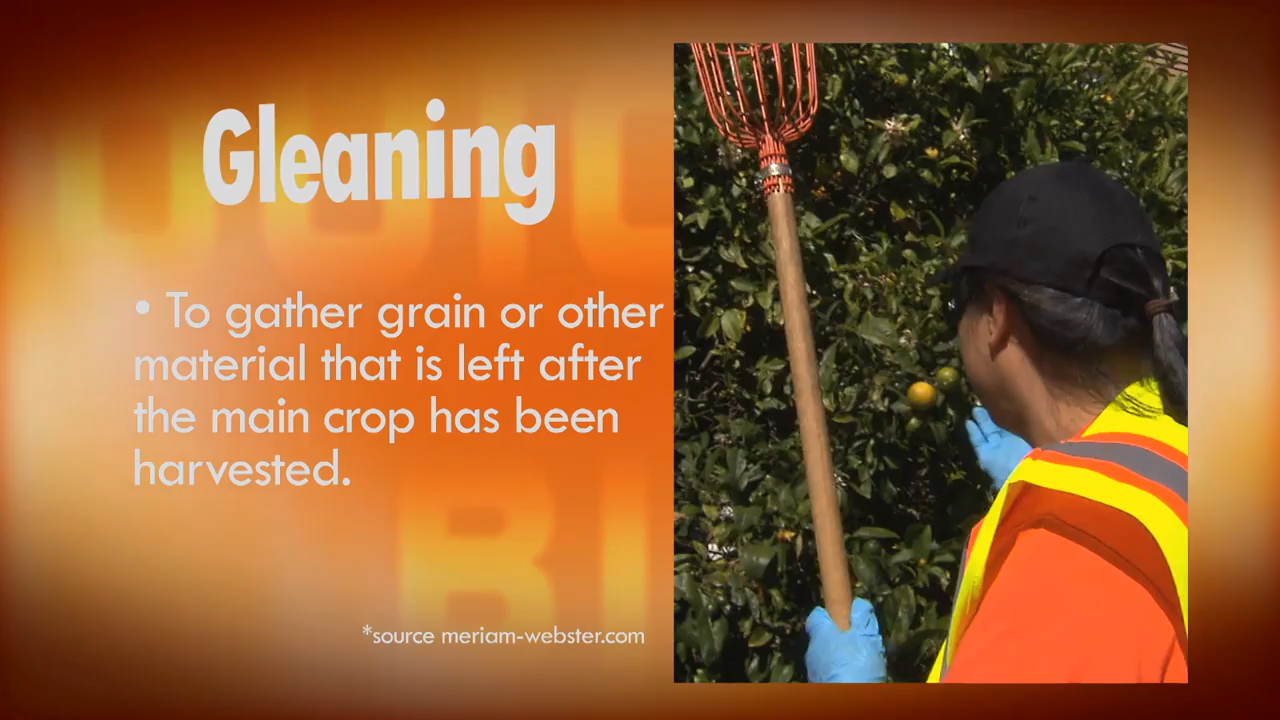 Gleaning
• To gather grain or other
material that is left after
the main crop has been
harvested.
*source meriam-webster.com